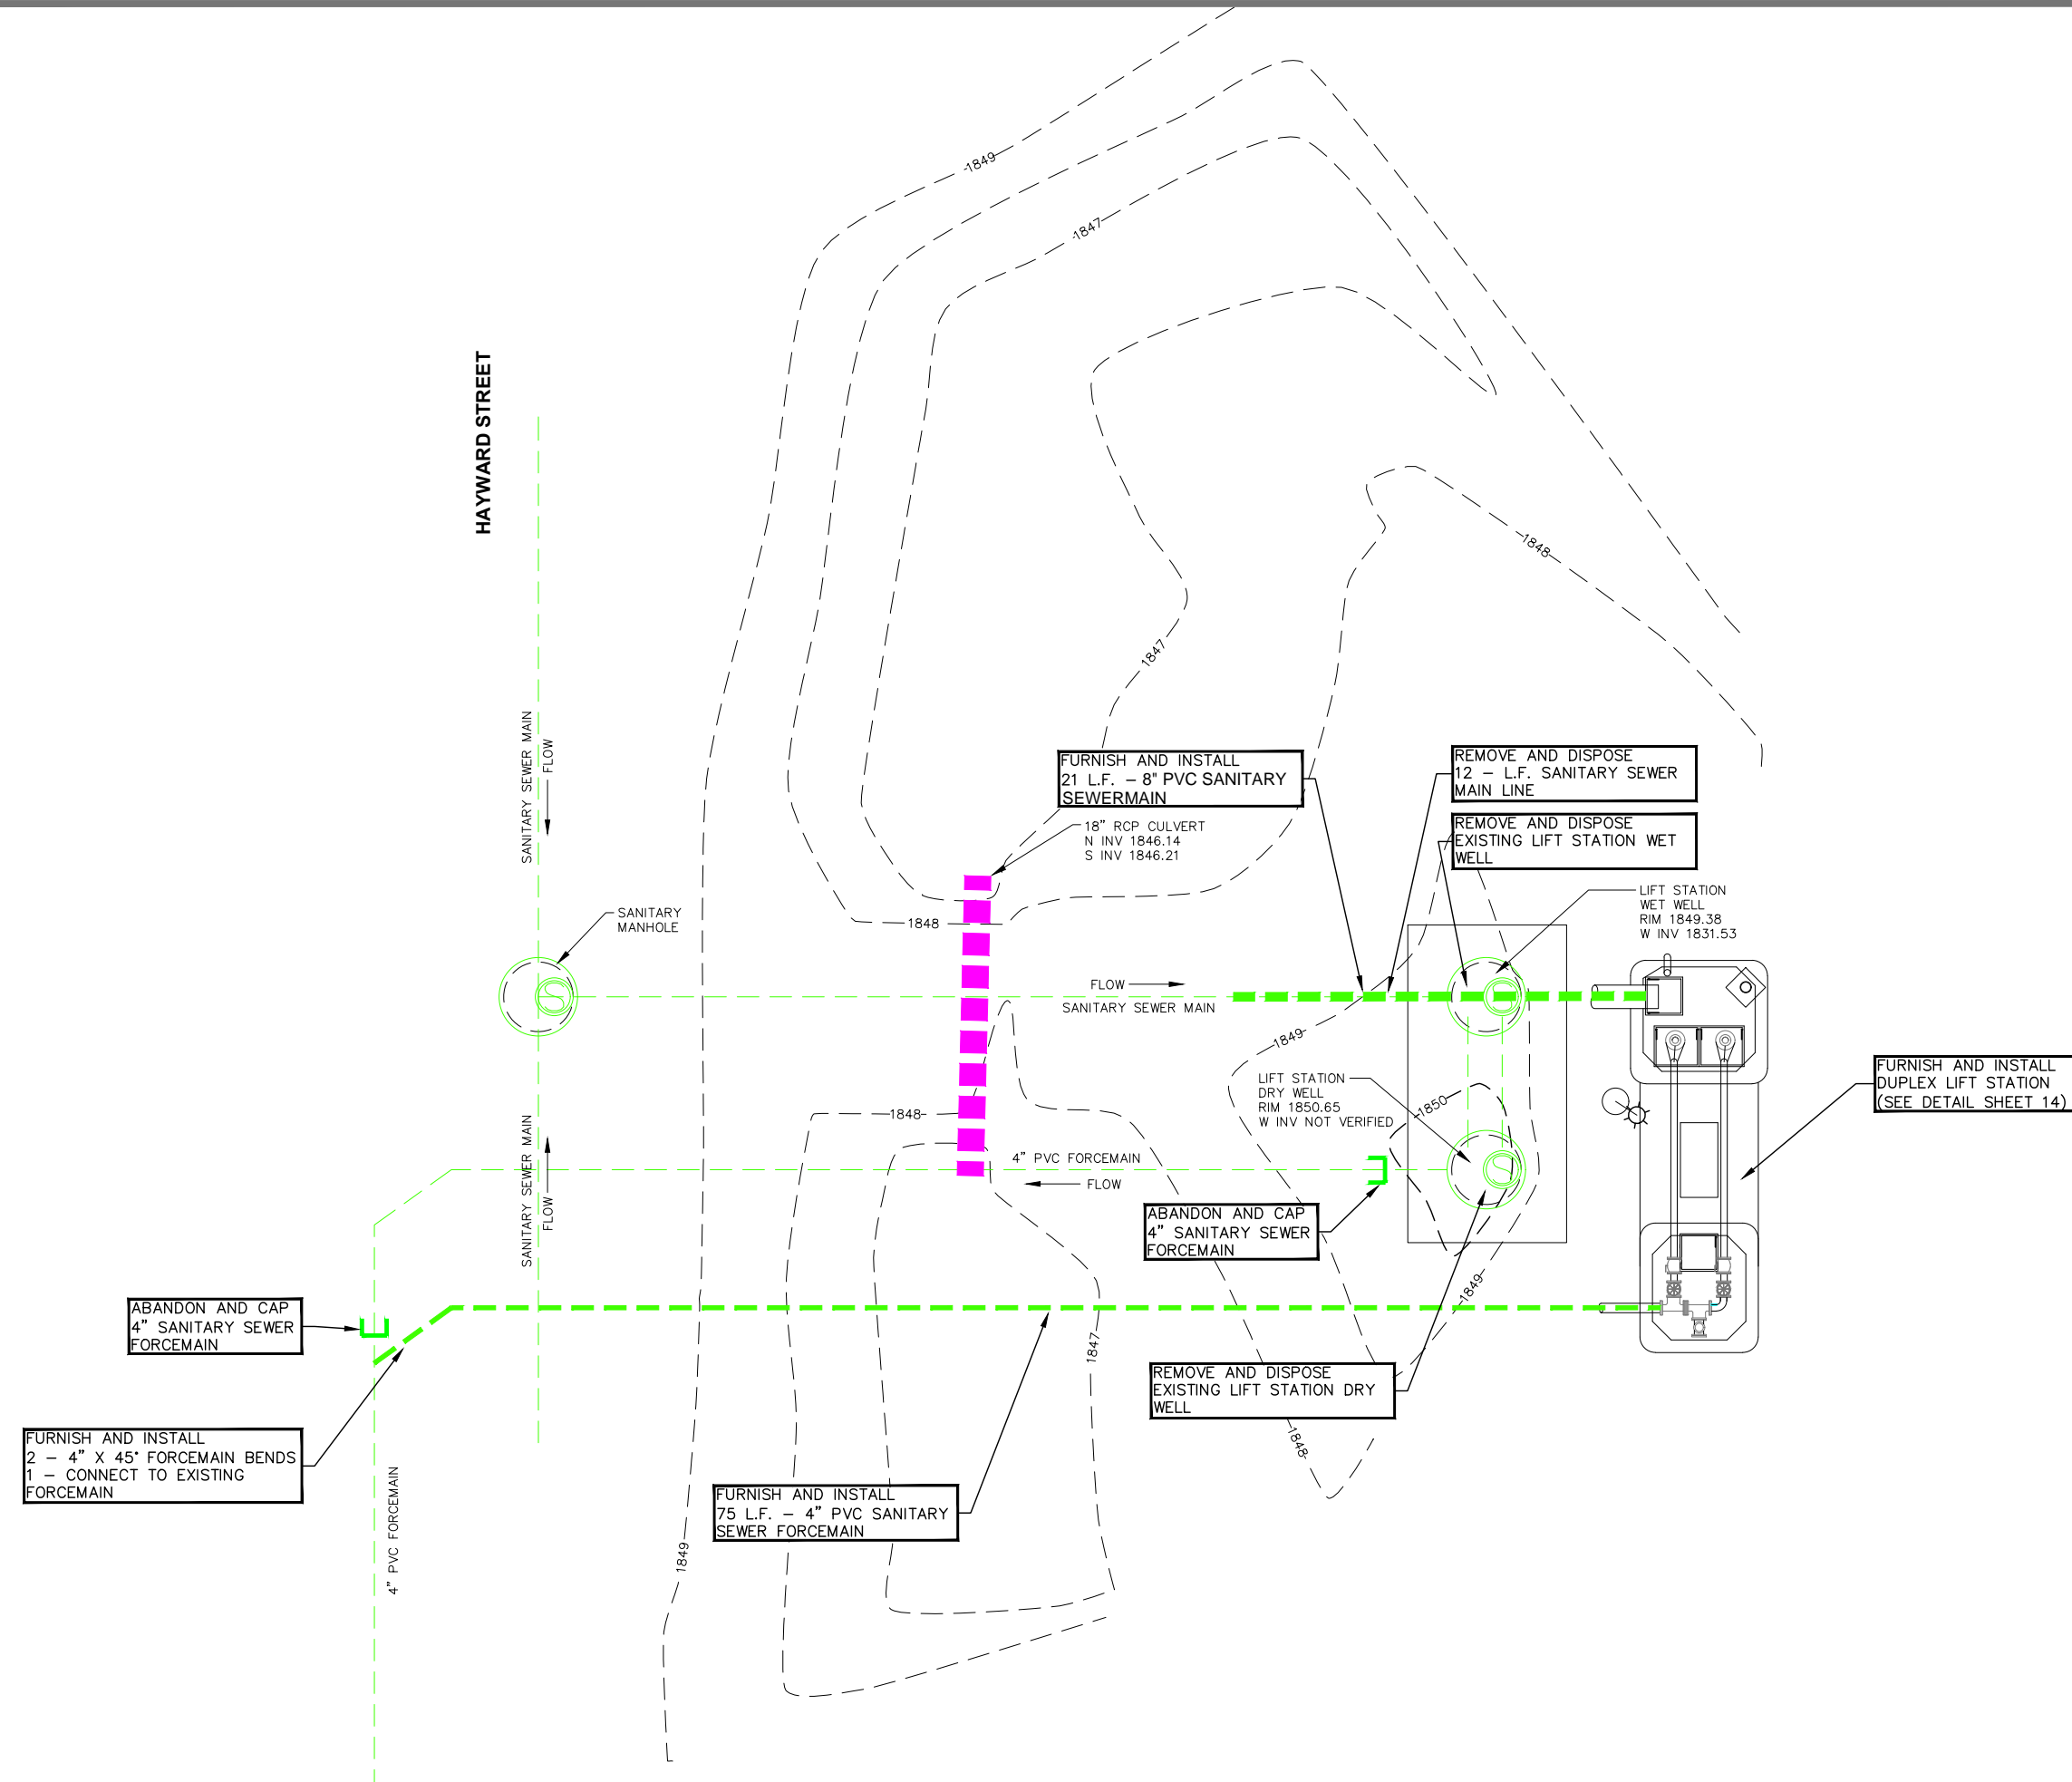 1849
1847
HAYWARD STREET
1848
1847
SANITARY SEWER MAIN
FLOW
FURNISH AND INSTALL
21 L.F. – 8" PVC SANITARY
SEWERMAIN
REMOVE AND DISPOSE
12 – L.F. SANITARY SEWER
MAIN LINE
18" RCP CULVERT
N INV 1846.14
S INV 1846.21
REMOVE AND DISPOSE
EXISTING LIFT STATION WET
WELL
LIFT STATION
WET WELL
RIM 1849.38
W INV 1831.53
SANITARY
MANHOLE
1848
FLOW
SANITARY SEWER MAIN
1849
LIFT STATION
DRY WELL
RIM 1850.65
W INV NOT VERIFIED
1850
FURNISH AND INSTALL
DUPLEX LIFT STATION
(SEE DETAIL SHEET 14)
1848
SANITARY SEWER MAIN
FLOW
4" PVC FORCEMAIN
FLOW
ABANDON AND CAP
4" SANITARY SEWER
FORCEMAIN
1849
ABANDON AND CAP
4" SANITARY SEWER
FORCEMAIN
1847
REMOVE AND DISPOSE
EXISTING LIFT STATION DRY
WELL
1848
FURNISH AND INSTALL
2 – 4" X 45° FORCEMAIN BENDS
1 – CONNECT TO EXISTING
FORCEMAIN
4" PVC FORCEMAIN
FURNISH AND INSTALL
75 L.F. – 4" PVC SANITARY
SEWER FORCEMAIN
1849